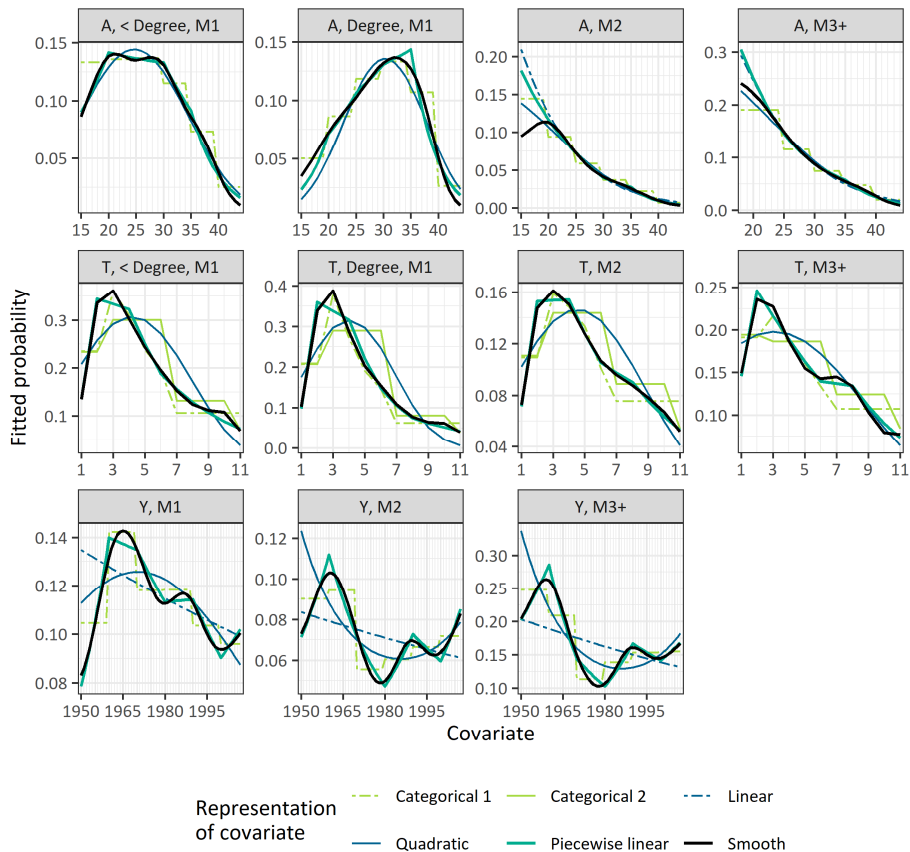 A, < Degree, M1
A, Degree, M1
A, M2
A, M3+
0.15
0.10
0.05
15 20 25 30 35 40
0.15
0.10
0.05
15 20 25 30 35 40
0.20
0.15
0.10
0.05
0.00
15 20 25 30 35 40
0.3
0.2
0.1
0.0
20 25 30 35 40
Fitted probability
T, < Degree, M1
T, Degree, M1
T, M2
T, M3+
0.3
0.2
0.1
1 3 5 7 9 11
0.4
0.3
0.2
0.1
0.0
1 3 5 7 9 11
0.16
0.12
0.08
0.04
1 3 5 7 9 11
0.25
0.20
0.15
0.10
1 3 5 7 9 11
Y, M1
Y, M2
Y, M3+
0.14
0.12
0.10
0.08
1950 1965 1980 1995
0.12
0.10
0.08
0.06
1950 1965 1980 1995
0.30
0.25
0.20
0.15
0.10
1950 1965 1980 1995
Covariate
Representation
of covariate
Categorical 1
Categorical 2
Linear
Quadratic
Piecewise linear
Smooth